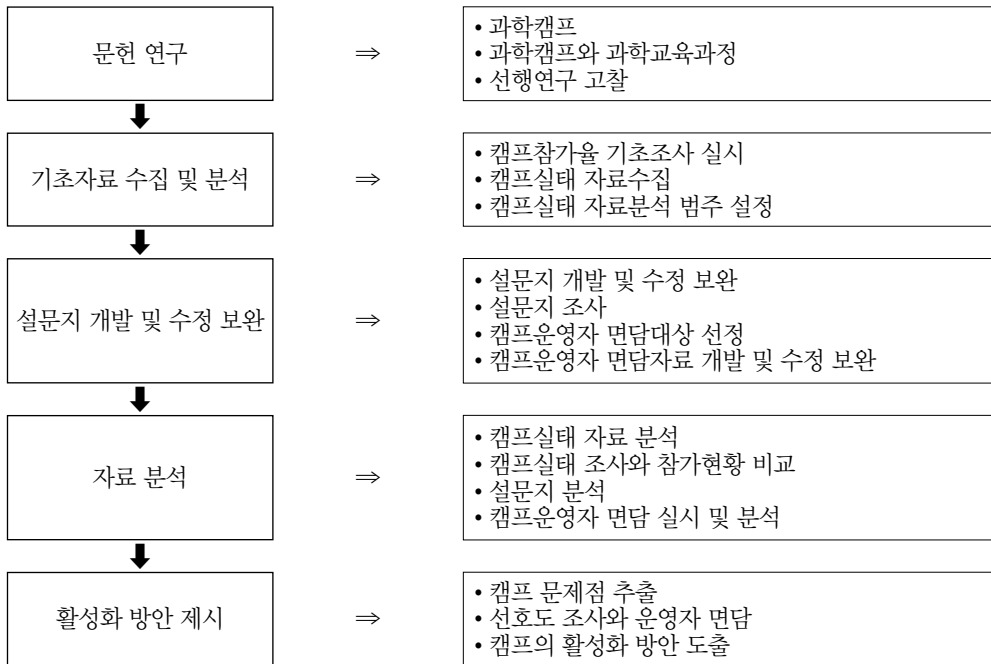 문헌 연구
⇒
• 과학캠프
• 과학캠프와 과학교육과정
• 선행연구 고찰
기초자료 수집 및 분석
⇒
• 캠프참가율 기초조사 실시
• 캠프실태 자료수집
• 캠프실태 자료분석 범주 설정
설문지 개발 및 수정 보완
⇒
• 설문지 개발 및 수정 보완
• 설문지 조사
• 캠프운영자 면담대상 선정
• 캠프운영자 면담자료 개발 및 수정 보완
자료 분석
⇒
• 캠프실태 자료 분석
• 캠프실태 조사와 참가현황 비교
• 설문지 분석
• 캠프운영자 면담 실시 및 분석
활성화 방안 제시
⇒
• 캠프 문제점 추출
• 선호도 조사와 운영자 면담
• 캠프의 활성화 방안 도출